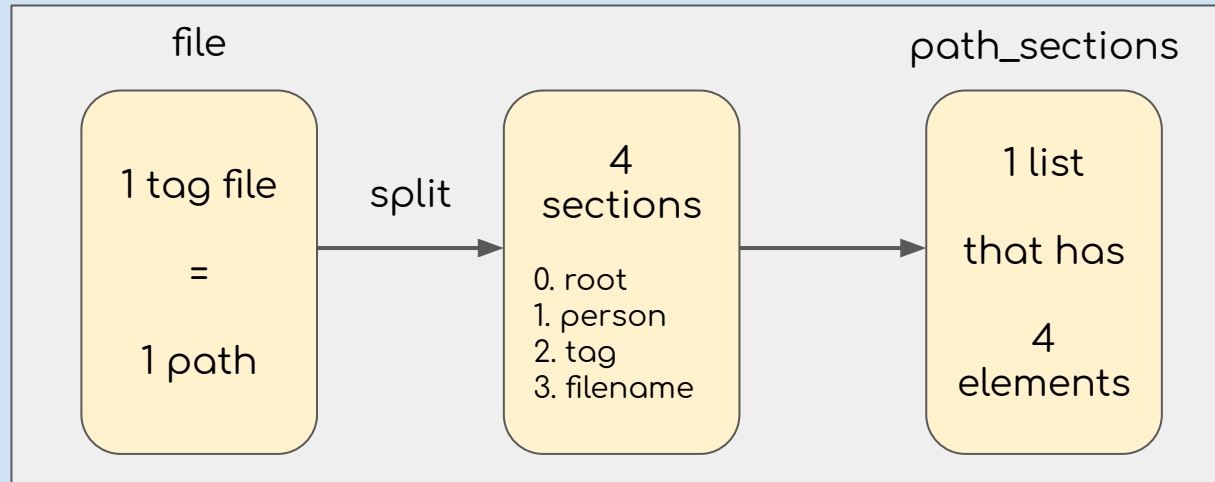 file
path_sections
1 tag file
=
1 path
split
4
sections
0. root
1. person
2. tag
3. filename
1 list
that has
4
elements